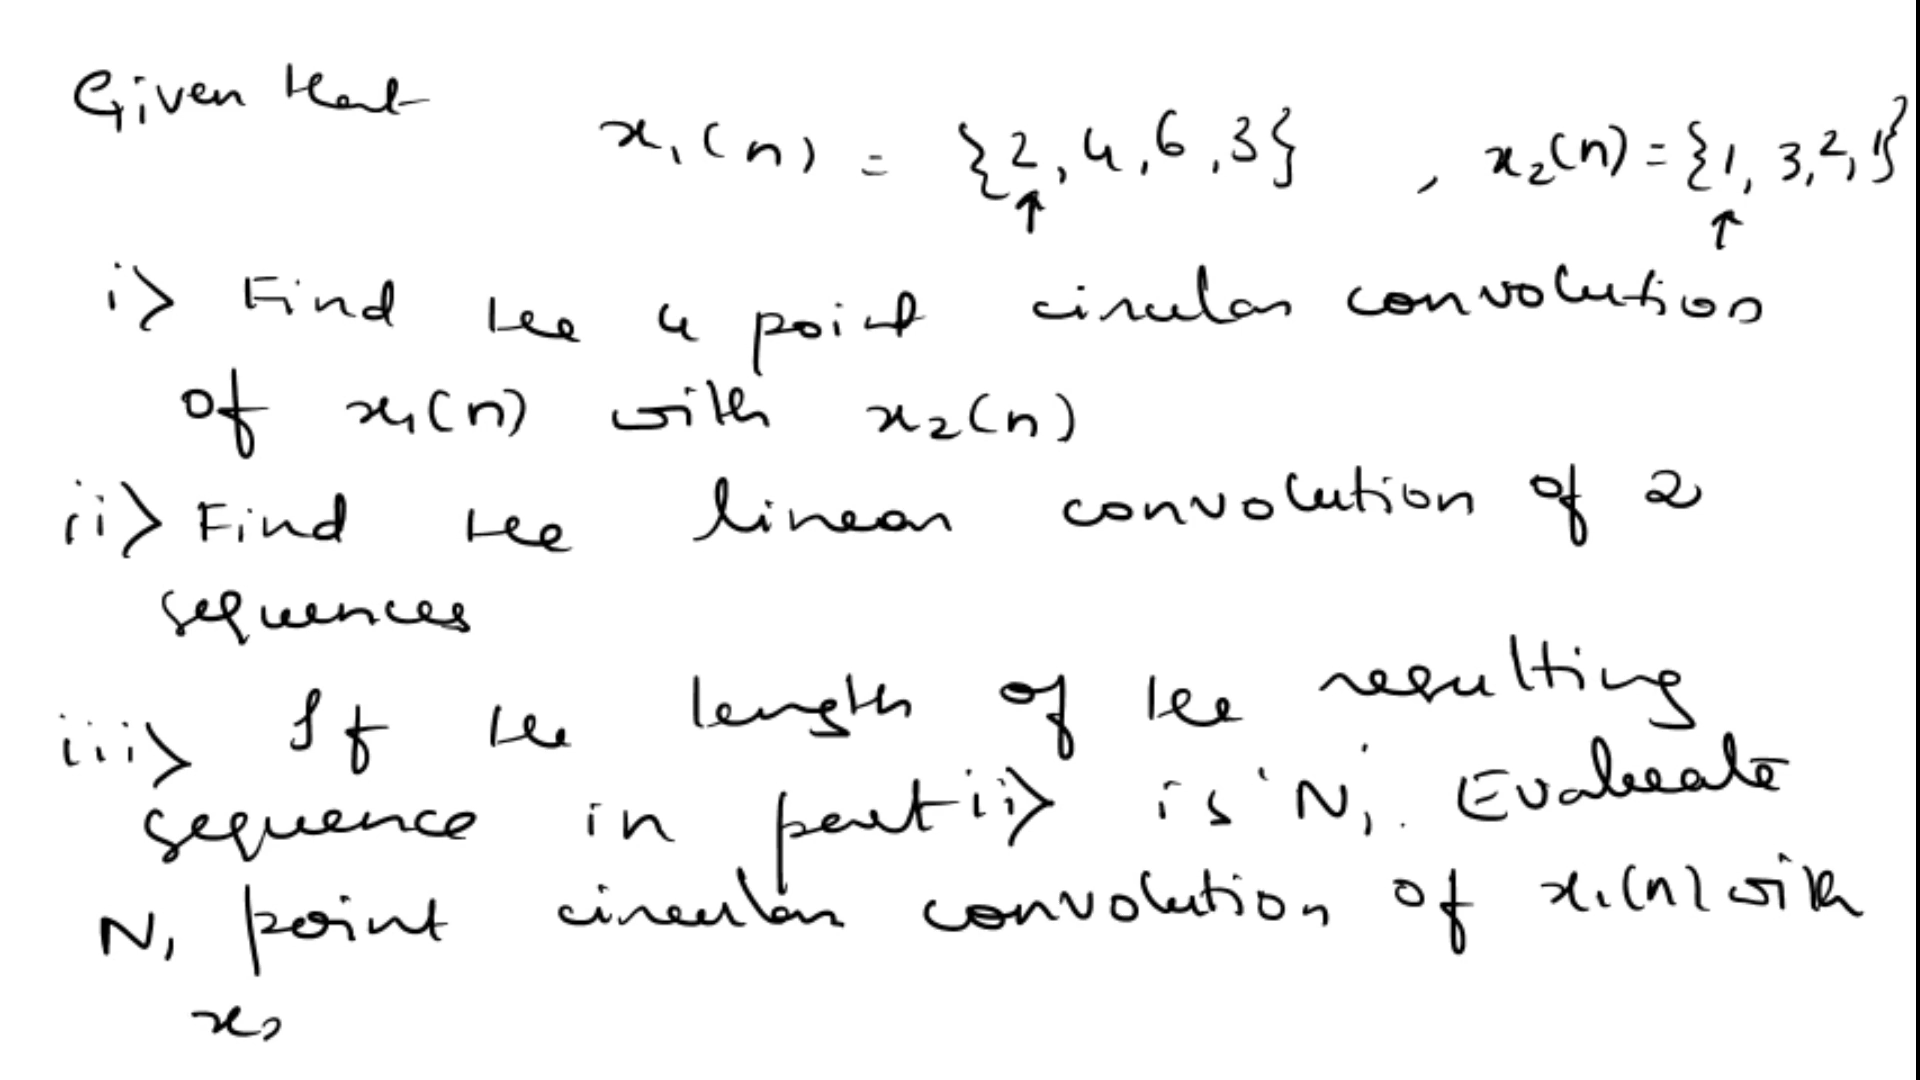 Given that
x₁(n) = {2, 4, 6, 3} , x₂(n) = {1, 3, 2, 1}
↑ ↑
i> Find the 4 point circular convolution
of x₁(n) with x₂(n)
ii> Find the linear convolution of 2
sequences
iii> If the length of the resulting
sequence in part ii> is 'N₁'. Evaluate
N₁ point circular convolution of x₁(n) with
x₂